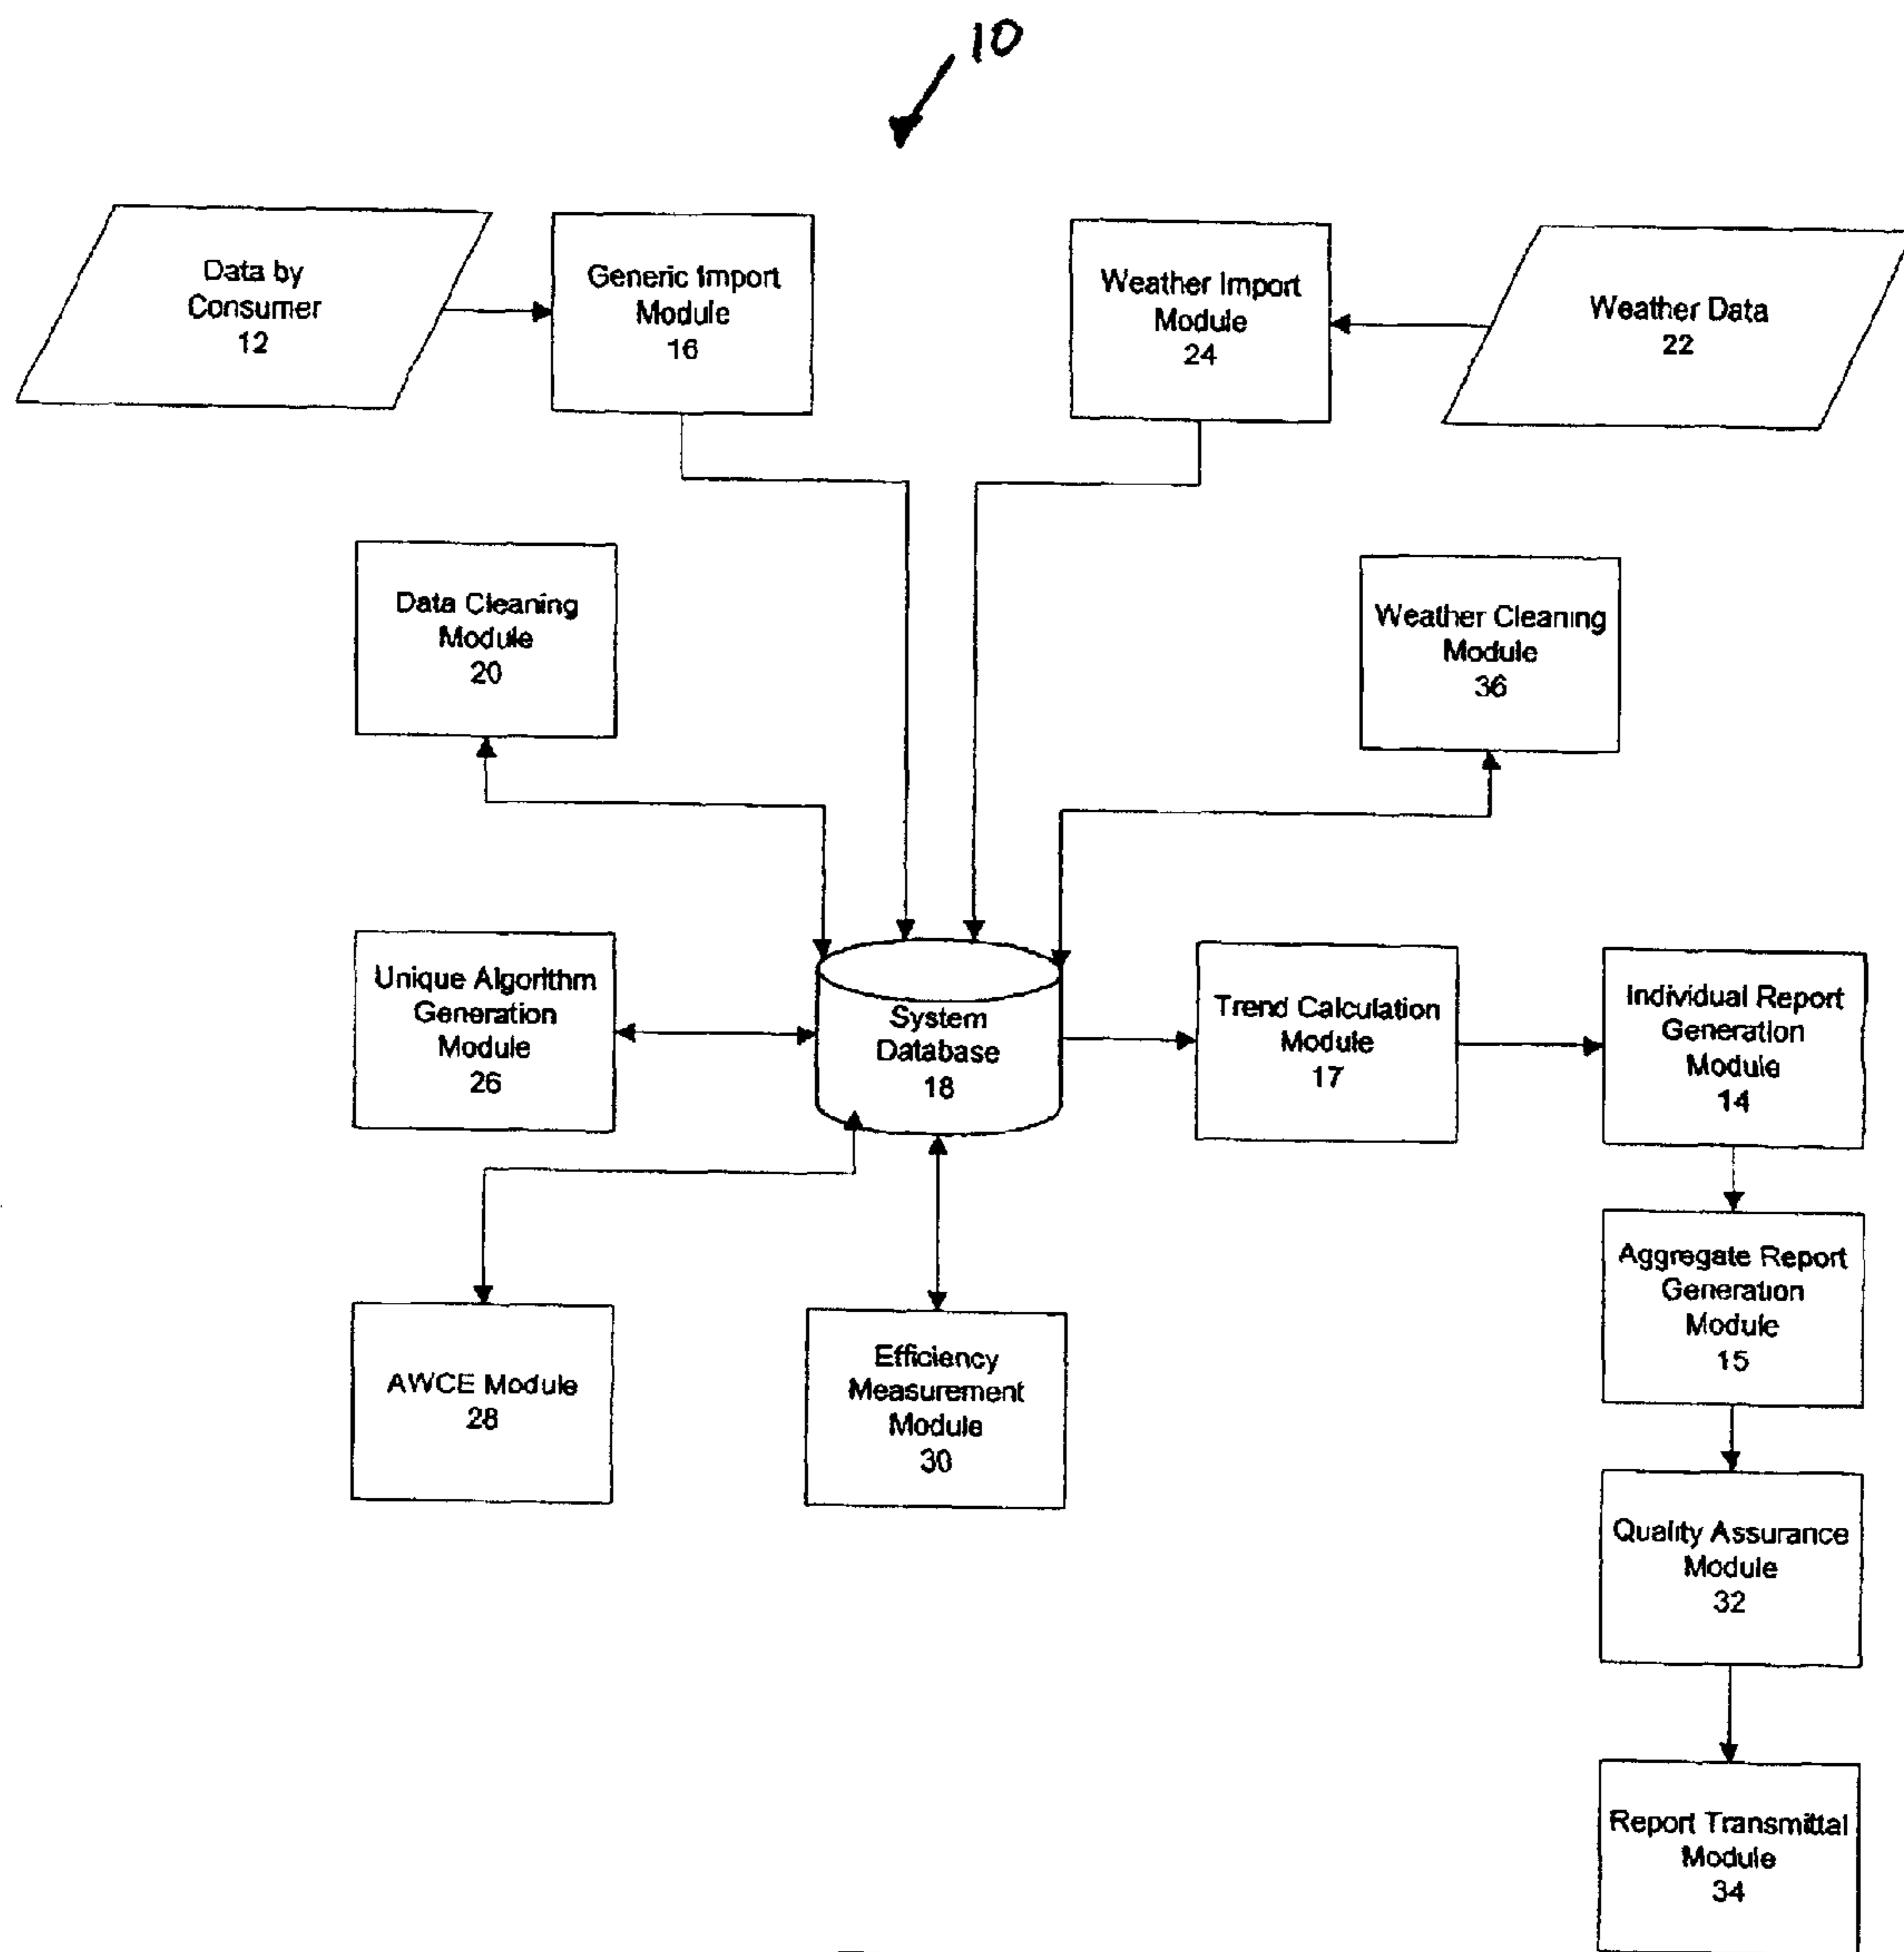 10
Data by
Consumer
12
Generic Import
Module
16
Weather Import
Module
24
Weather Data
22
Data Cleaning
Module
20
Weather Cleaning
Module
36
Unique Algorithm
Generation
Module
26
System
Database
18
Trend Calculation
Module
17
Individual Report
Generation
Module
14
Aggregate Report
Generation
Module
15
AWCE Module
28
Efficiency
Measurement
Module
30
Quality Assurance
Module
32
Report Transmittal
Module
34